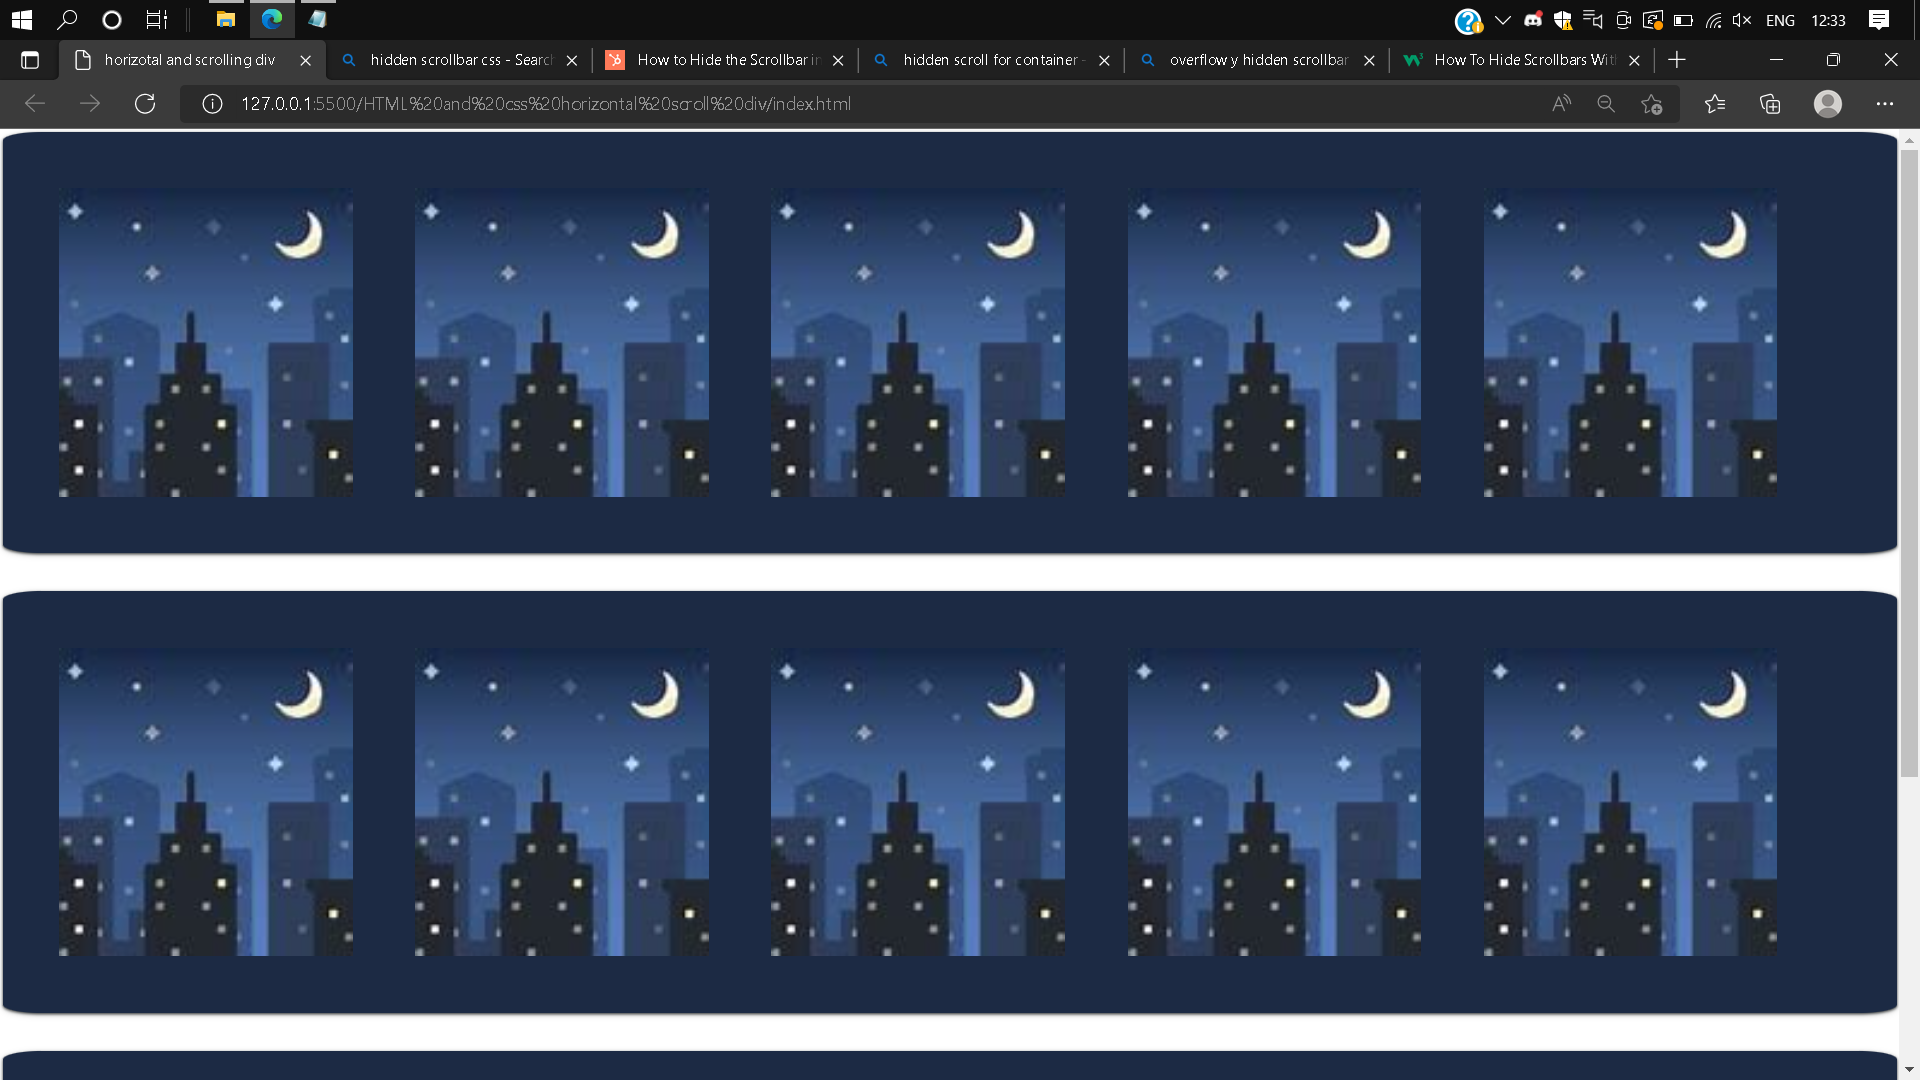 ENG 12:33
horizotal and scrolling div
hidden scrollbar css - Searc
How to Hide the Scrollbar in
hidden scroll for container -
overflow y hidden scrollbar
How To Hide Scrollbars Wit
127.0.0.1:5500/HTML%20and%20css%20horizontal%20scroll%20div/index.html